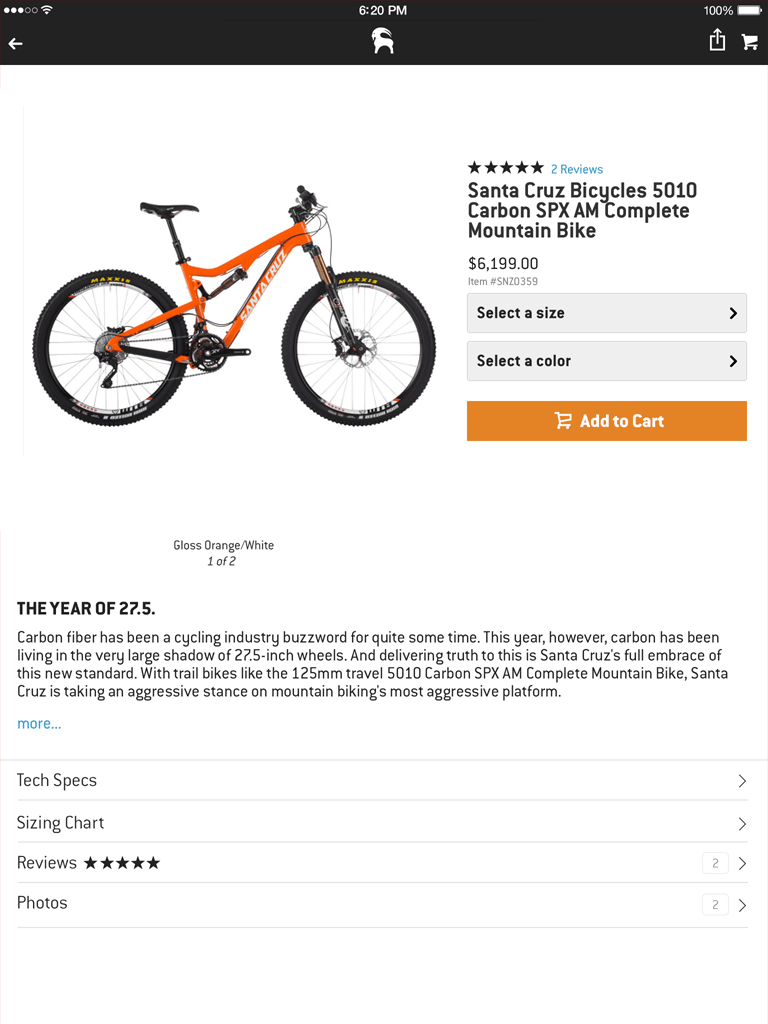 6:20 PM
100%
2 Reviews
Santa Cruz Bicycles 5010
Carbon SPX AM Complete
Mountain Bike
$6,199.00
Item #SNZ0359
Select a size
Select a color
Add to Cart
MAXXIS
MAXXIS
SANTA CRUZ
Gloss Orange/White
1 of 2
THE YEAR OF 27.5.
Carbon fiber has been a cycling industry buzzword for quite some time. This year, however, carbon has been
living in the very large shadow of 27.5-inch wheels. And delivering truth to this is Santa Cruz's full embrace of
this new standard. With trail bikes like the 125mm travel 5010 Carbon SPX AM Complete Mountain Bike, Santa
Cruz is taking an aggressive stance on mountain biking's most aggressive platform.
more...
Tech Specs
Sizing Chart
Reviews ★★★★★ 2
Photos 2